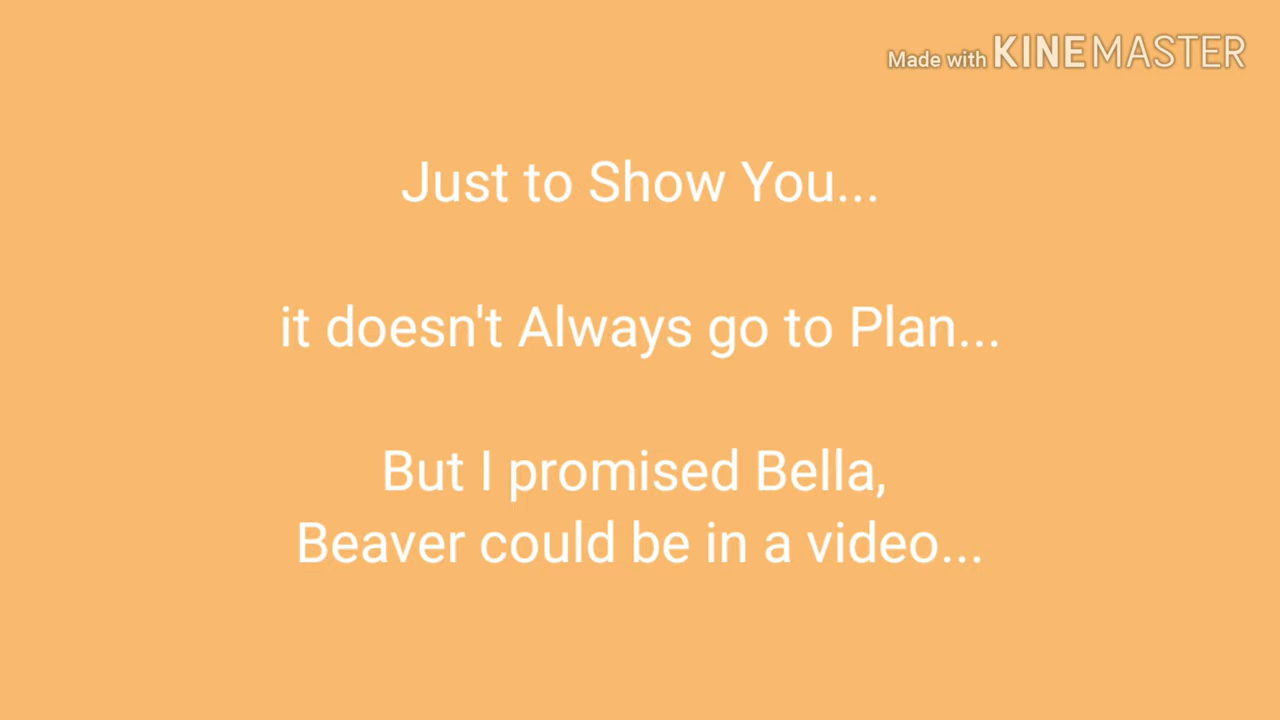 Made with KINEMASTER
Just to Show You...
it doesn't Always go to Plan...
But I promised Bella,
Beaver could be in a video...